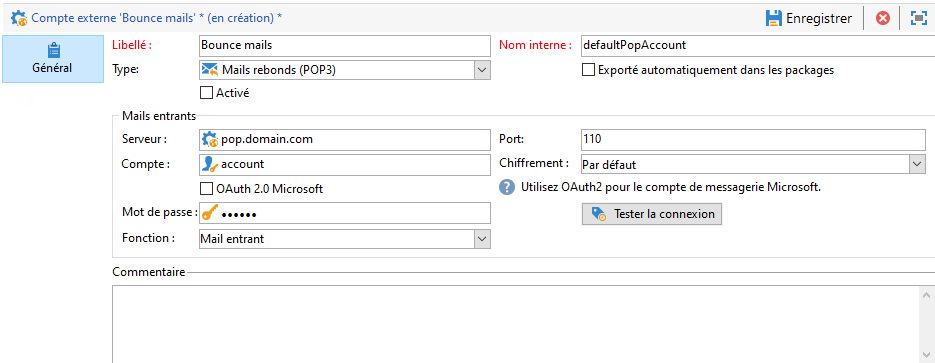 Compte externe 'Bounce mails' * (en création) *
Enregistrer
Général
Libellé :
Bounce mails
Nom interne :
defaultPopAccount
Type:
Mails rebonds (POP3)
Exporté automatiquement dans les packages
Activé
Mails entrants
Serveur :
pop.domain.com
Port:
110
Compte :
account
Chiffrement :
Par défaut
OAuth 2.0 Microsoft
Utilisez OAuth2 pour le compte de messagerie Microsoft.
Mot de passe :
••••••
Tester la connexion
Fonction :
Mail entrant
Commentaire